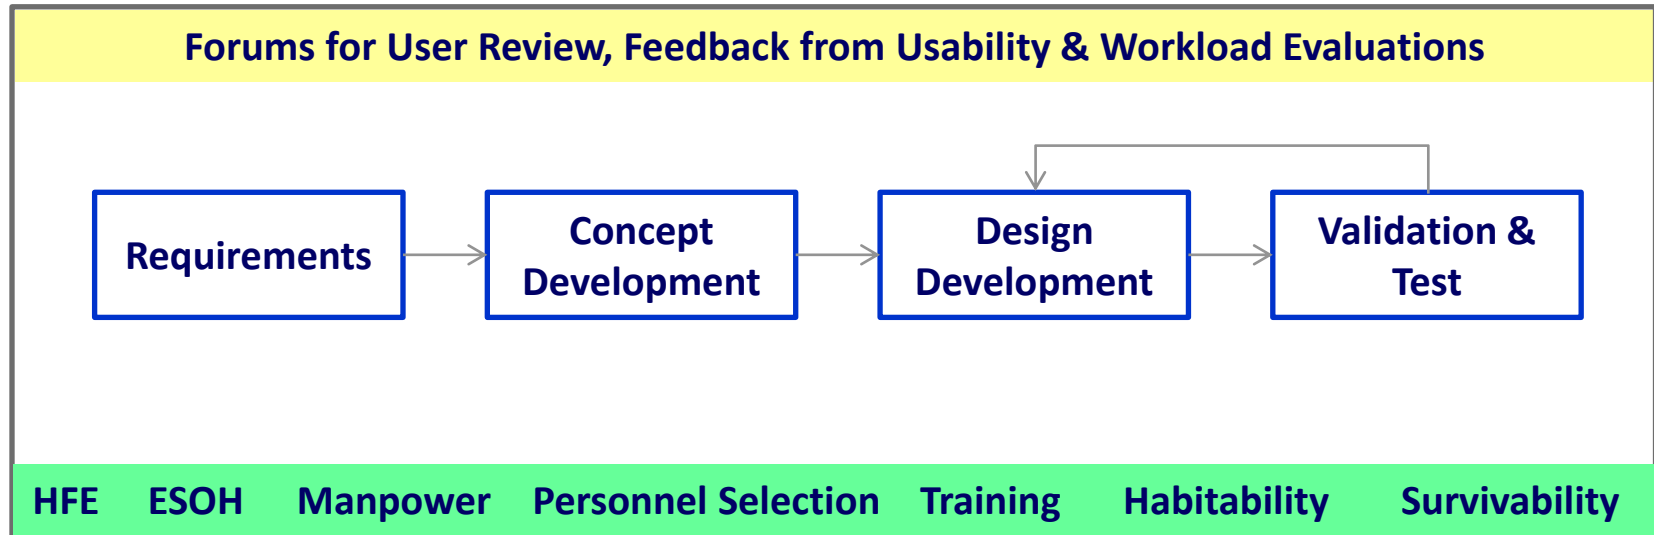 Forums for User Review, Feedback from Usability & Workload Evaluations
Requirements
Concept
Development
Design
Development
Validation &
Test
HFE ESOH Manpower Personnel Selection Training Habitability Survivability